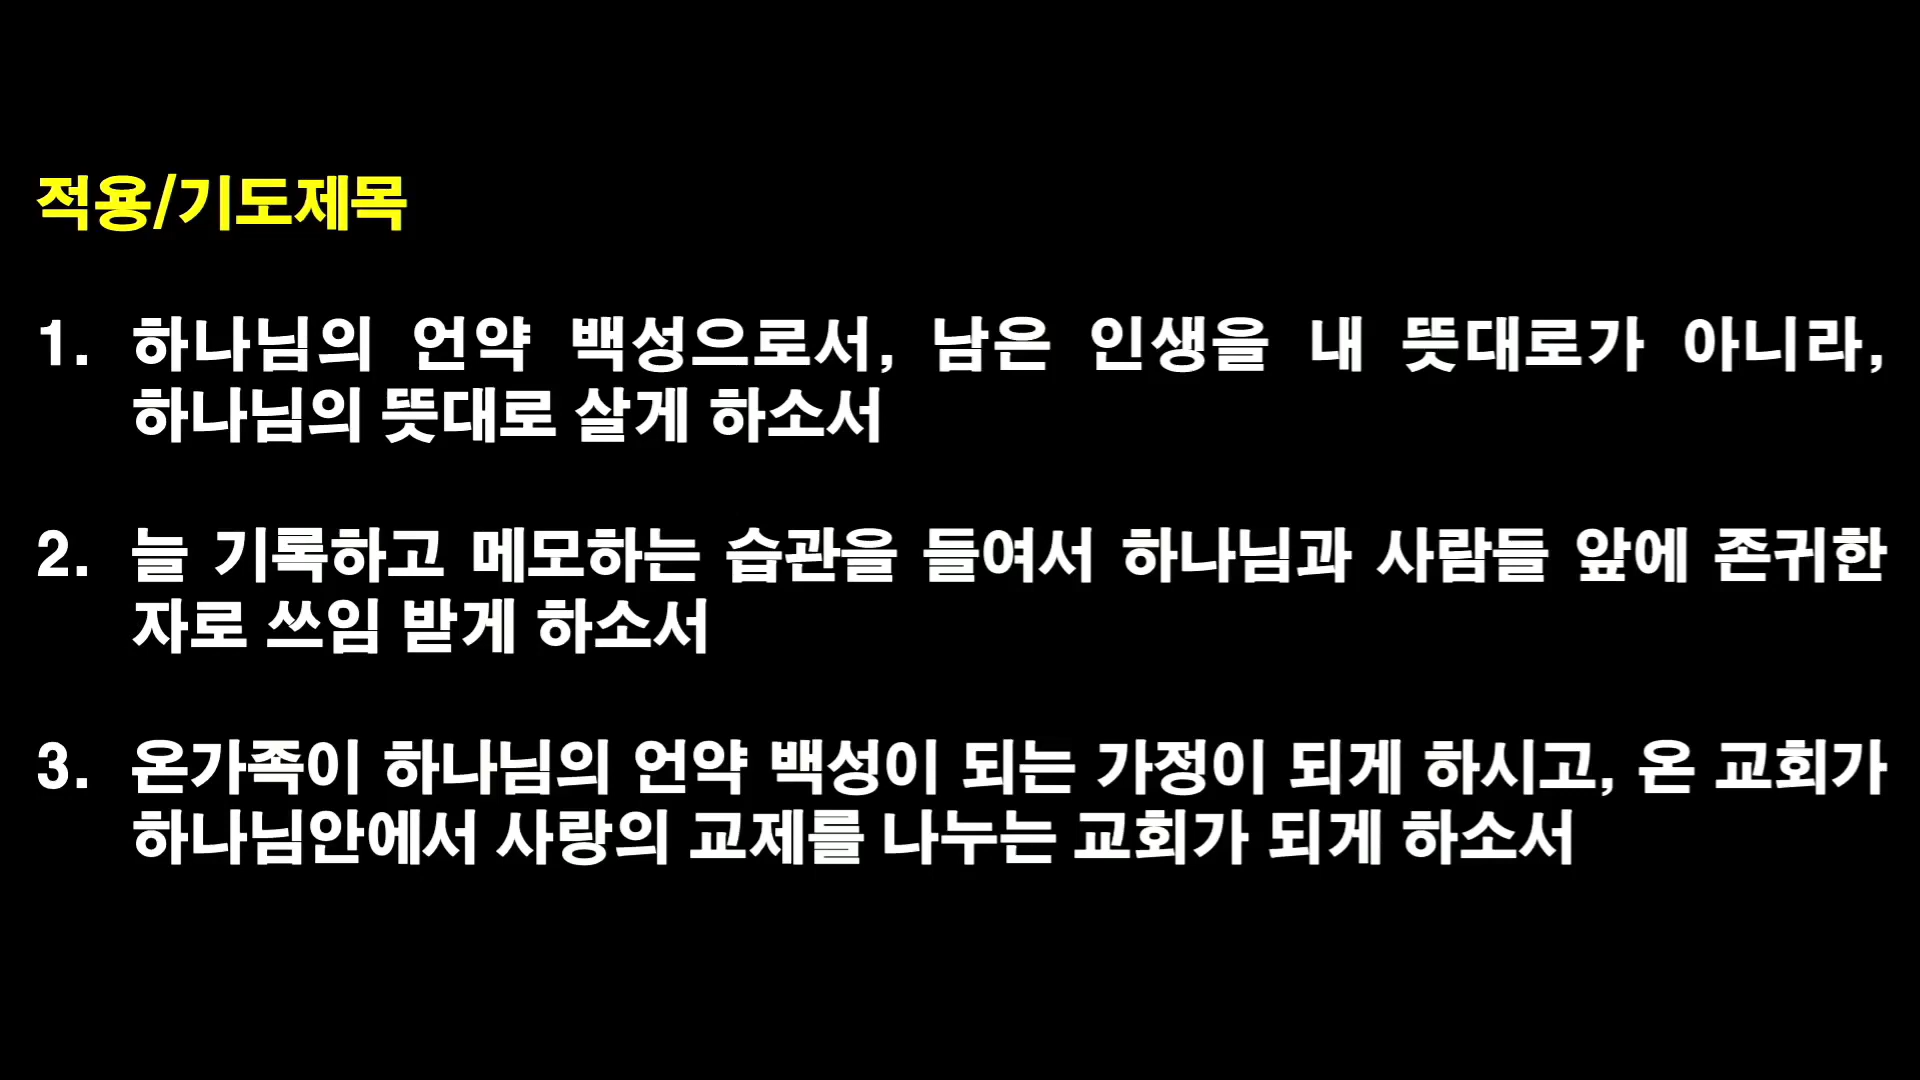 적용/기도제목
1. 하나님의 언약 백성으로서, 남은 인생을 내 뜻대로가 아니라,
하나님의 뜻대로 살게 하소서
2. 늘 기록하고 메모하는 습관을 들여서 하나님과 사람들 앞에 존귀한
자로 쓰임 받게 하소서
3. 온가족이 하나님의 언약 백성이 되는 가정이 되게 하시고, 온 교회가
하나님안에서 사랑의 교제를 나누는 교회가 되게 하소서